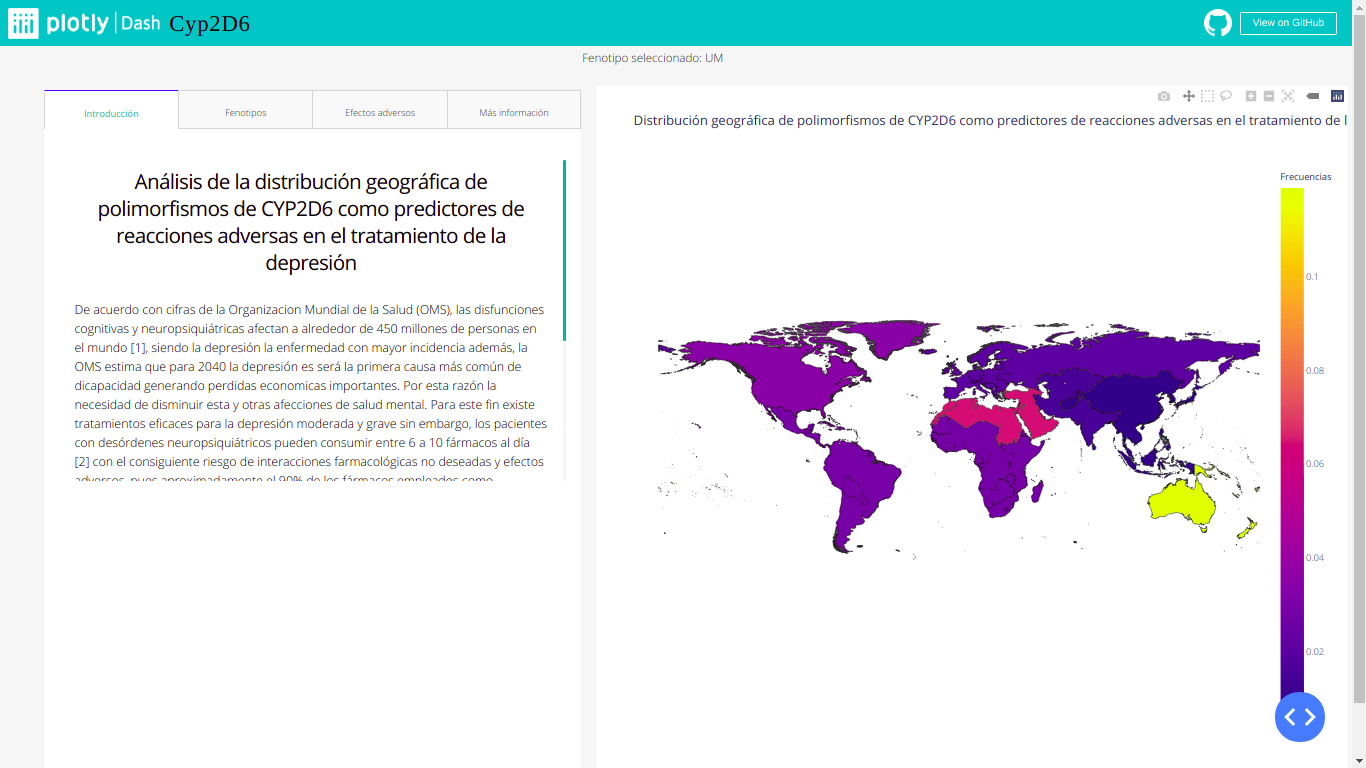 plotly | Dash Cyp2D6
View on GitHub
Fenotipo seleccionado: UM
Introducción
Fenotipos
Efectos adversos
Más información
Análisis de la distribución geográfica de
polimorfismos de CYP2D6 como predictores de
reacciones adversas en el tratamiento de la
depresión
De acuerdo con cifras de la Organizacion Mundial de la Salud (OMS), las disfunciones
cognitivas y neuropsiquiátricas afectan a alrededor de 450 millones de personas en
el mundo [1], siendo la depresión la enfermedad con mayor incidencia además, la
OMS estima que para 2040 la depresión es será la primera causa más común de
dicapacidad generando perdidas economicas importantes. Por esta razón la
necesidad de disminuir esta y otras afecciones de salud mental. Para este fin existe
tratamientos eficaces para la depresión moderada y grave sin embargo, los pacientes
con desórdenes neuropsiquiátricos pueden consumir entre 6 a 10 fármacos al día
[2] con el consiguiente riesgo de interacciones farmacológicas no deseadas y efectos
adversos, pues aproximadamente el 90% de los fármacos empleados como
Distribución geográfica de polimorfismos de CYP2D6 como predictores de reacciones adversas en el tratamiento de l
Frecuencias
0.1
0.08
0.06
0.04
0.02